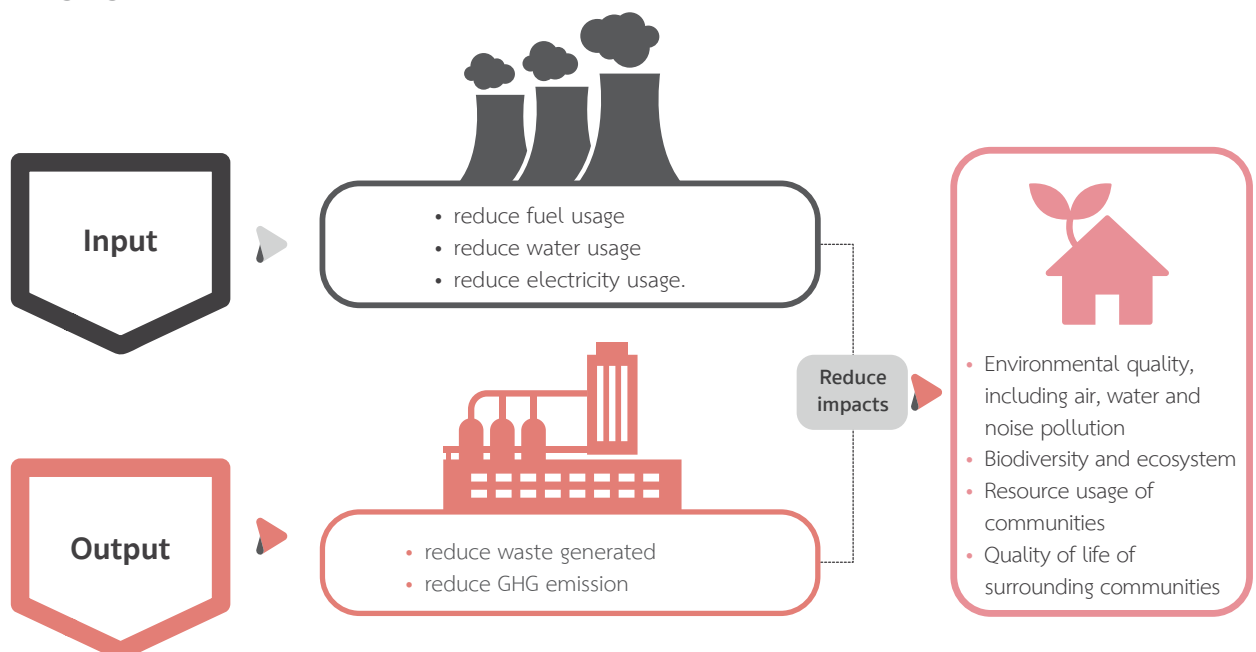 Input
• reduce fuel usage
• reduce water usage
• reduce electricity usage.
Output
• reduce waste generated
• reduce GHG emission
Reduce
impacts
• Environmental quality,
including air, water and
noise pollution
• Biodiversity and ecosystem
• Resource usage of
communities
• Quality of life of
surrounding communities